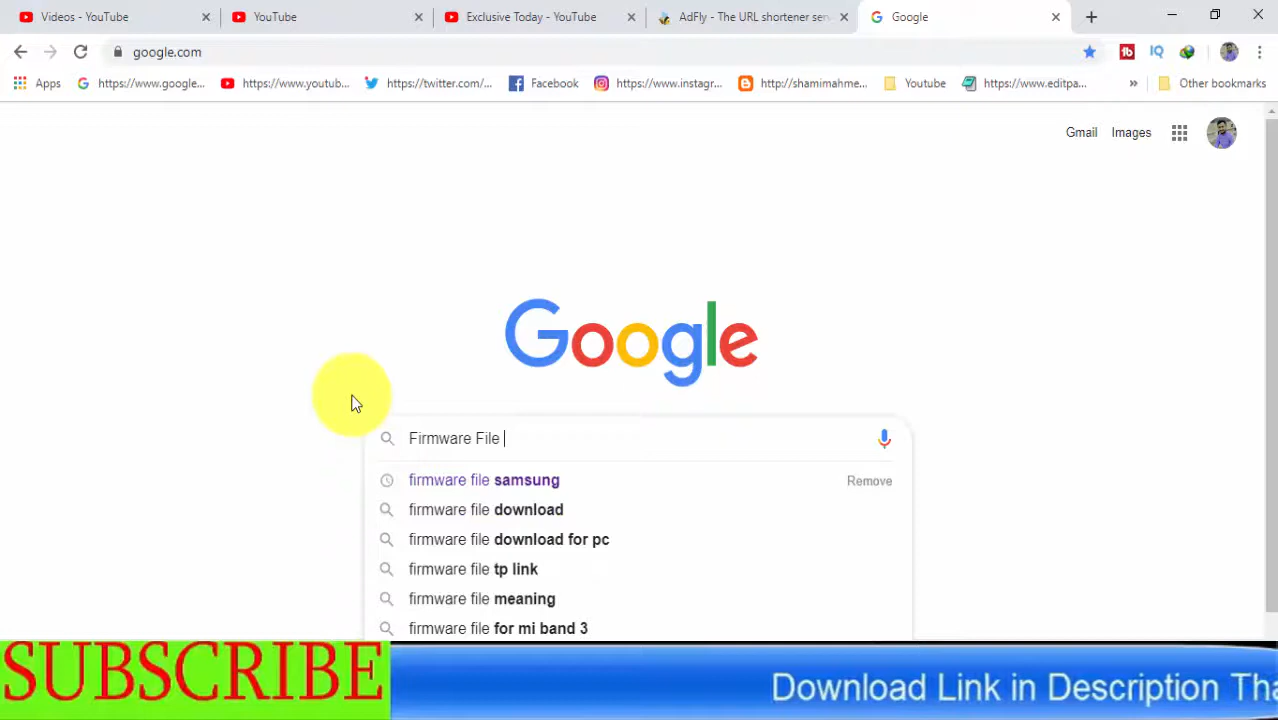 Videos - YouTube
YouTube
Exclusive Today - YouTube
AdFly - The URL shortener serv
Google
google.com
Apps
https://www.google...
https://www.youtub...
https://twitter.com/...
Facebook
https://www.instagr...
http://shamimahme...
Youtube
https://www.editpa...
Other bookmarks
Gmail
Images
Google
Firmware File
firmware file samsung
Remove
firmware file download
firmware file download for pc
firmware file tp link
firmware file meaning
firmware file for mi band 3
SUBSCRIBE
Download Link in Description Tha